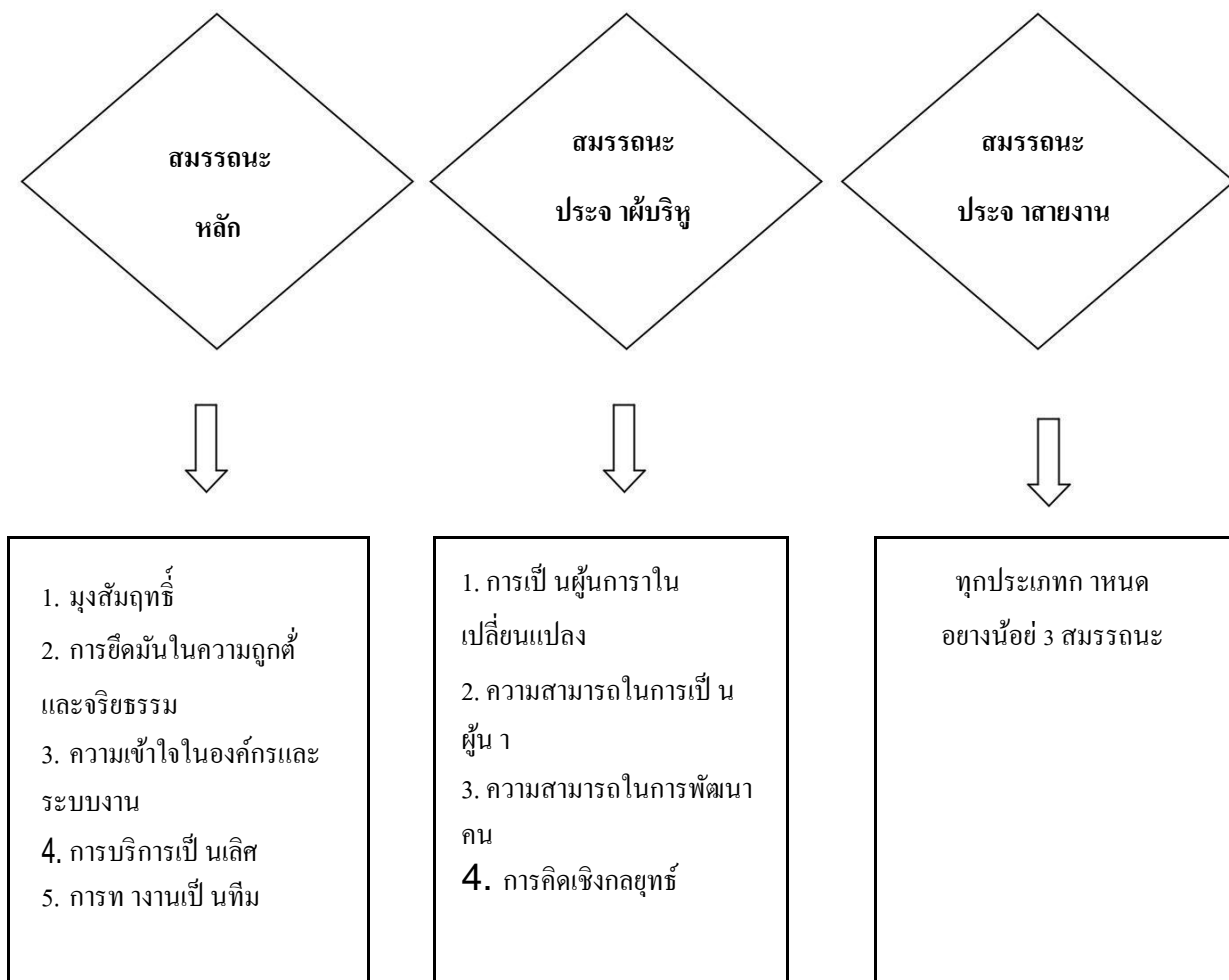 สมรรถนะ
หลัก
สมรรถนะ
ประจ าผ้บริหู
สมรรถนะ
ประจ าสายงาน
1. มุงสัมฤทธิ์่
2. การยึดมันในความถูกต้่
และจริยธรรม
3. ความเข้าใจในองค์กรและ
ระบบงาน
4. การบริการเป็ นเลิศ
5. การท างานเป็ นทีม
1. การเป็ นผู้นการาใน
เปลี่ยนแปลง
2. ความสามารถในการเป็ น
ผู้น า
3. ความสามารถในการพัฒนา
คน
4. การคิดเชิงกลยุทธ์
ทุกประเภทก าหนด
อยางน้อย่ 3 สมรรถนะ